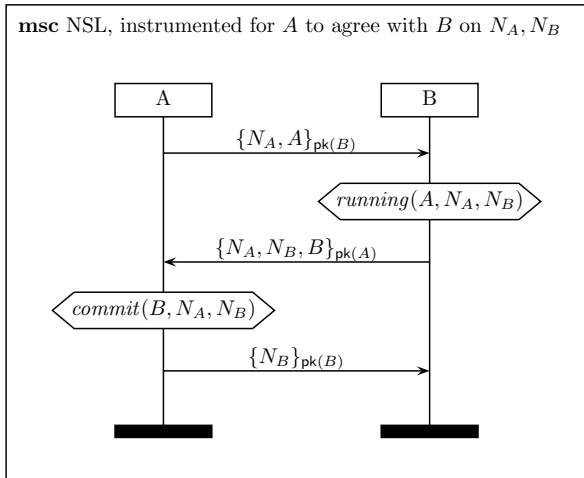 msc NSL, instrumented for A to agree with B on N_A, N_B
A
B
{N_A, A}_pk(B)
running(A, N_A, N_B)
{N_A, N_B, B}_pk(A)
commit(B, N_A, N_B)
{N_B}_pk(B)